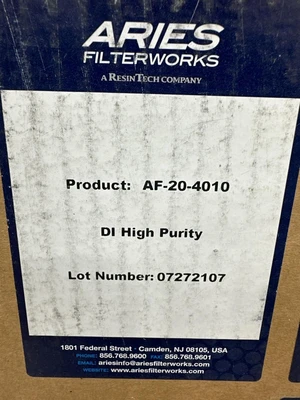 ARIES
FILTERWORKS
A RESINTECH COMPANY
Product: AF-20-4010
DI High Purity
Lot Number: 07272107
1801 Federal Street · Camden, NJ 08105, USA
PHONE: 856.768.9600 FAX: 856.768.9601
EMAIL: ariesinfo@ariesfilterworks.com
WEBSITE: www.ariesfilterworks.com